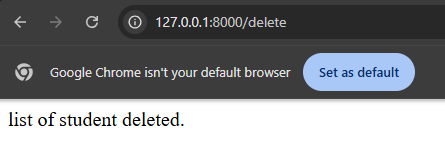 127.0.0.1:8000/delete
Google Chrome isn't your default browser Set as default
list of student deleted.